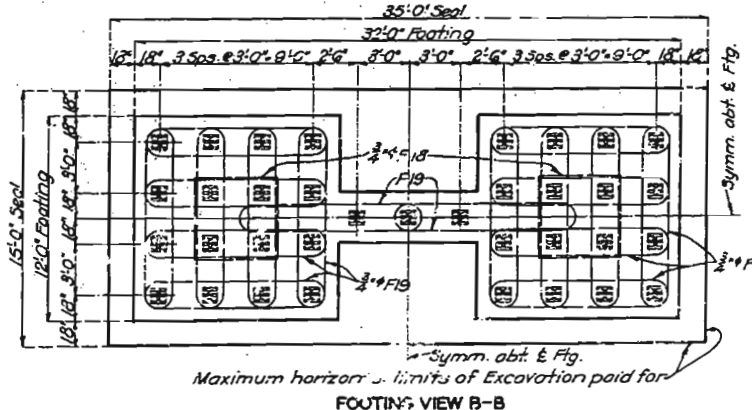 35'-0" Seal
32'-0" Footing
18" 18" 3 Sps. @ 3'-0"= 9'-0" 2'-6" 3'-0" 3'-0" 2'-6" 3 Sps. @ 3'-0"= 9'-0" 18" 18"
15'-0" Seal
12'-0" Footing
18" 18" 9'-0" 18" 18" 9'-0" 18" 18"
Symm. abt. ℄ Ftg.
3/4"ϕ F18
F19
3/4"ϕ F19
3/4"ϕ F
Symm. abt. ℄ Ftg.
limits of Excavation paid for
Maximum
FOOTING VIEW B-B